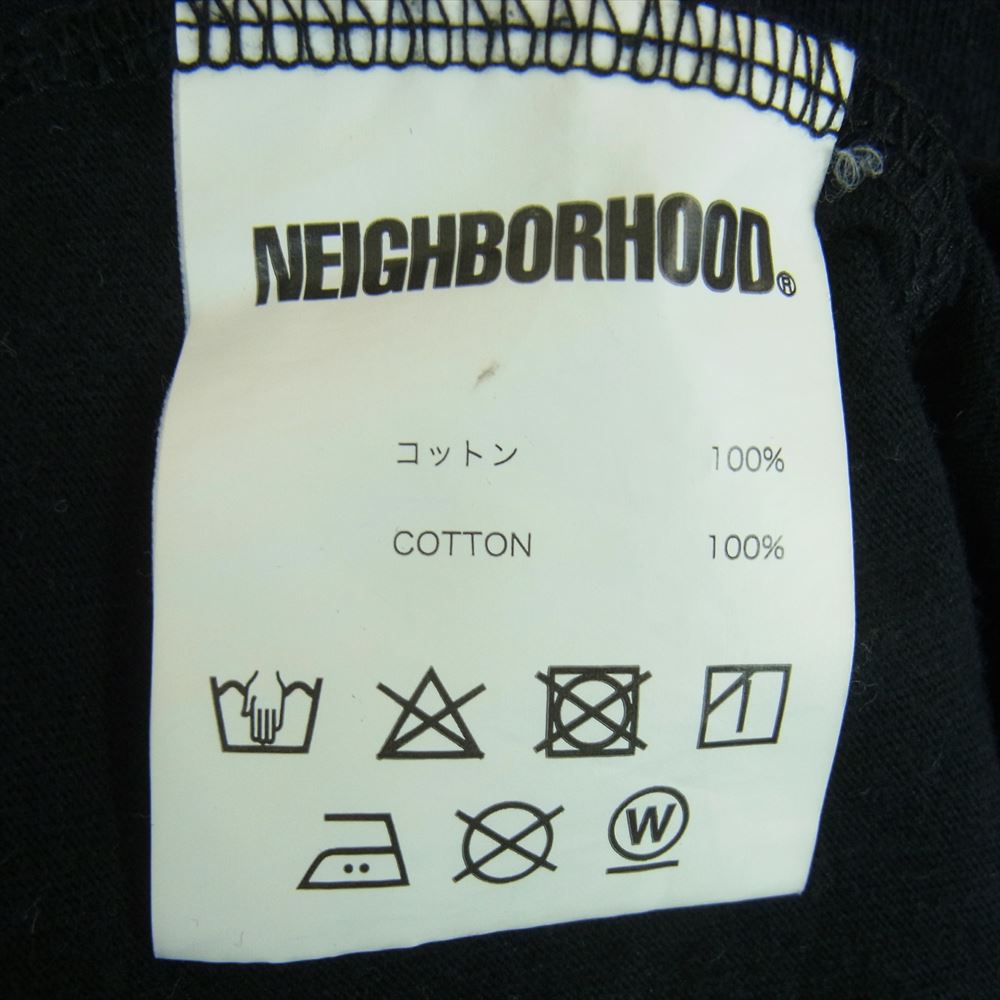 NEIGHBORHOOD®
コットン 100%
COTTON 100%
W